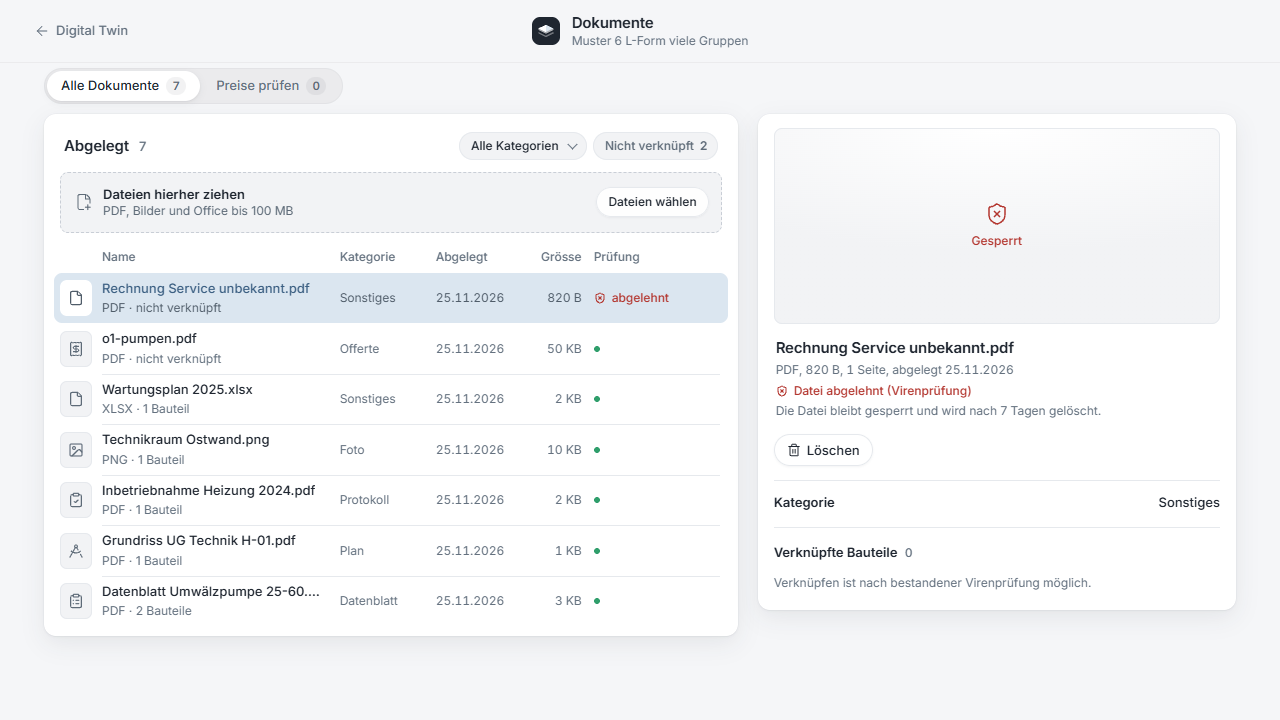 Digital Twin
Dokumente
Muster 6 L-Form viele Gruppen
Alle Dokumente 7
Preise prüfen 0
Abgelegt 7
Alle Kategorien
Nicht verknüpft 2
Dateien hierher ziehen
PDF, Bilder und Office bis 100 MB
Dateien wählen
Name Kategorie Abgelegt Grösse Prüfung
Rechnung Service unbekannt.pdf
PDF · nicht verknüpft
Sonstiges 25.11.2026 820 B abgelehnt
o1-pumpen.pdf
PDF · nicht verknüpft
Offerte 25.11.2026 50 KB
Wartungsplan 2025.xlsx
XLSX · 1 Bauteil
Sonstiges 25.11.2026 2 KB
Technikraum Ostwand.png
PNG · 1 Bauteil
Foto 25.11.2026 10 KB
Inbetriebnahme Heizung 2024.pdf
PDF · 1 Bauteil
Protokoll 25.11.2026 2 KB
Grundriss UG Technik H-01.pdf
PDF · 1 Bauteil
Plan 25.11.2026 1 KB
Datenblatt Umwälzpumpe 25-60....
PDF · 2 Bauteile
Datenblatt 25.11.2026 3 KB
Gesperrt
Rechnung Service unbekannt.pdf
PDF, 820 B, 1 Seite, abgelegt 25.11.2026
Datei abgelehnt (Virenprüfung)
Die Datei bleibt gesperrt und wird nach 7 Tagen gelöscht.
Löschen
Kategorie Sonstiges
Verknüpfte Bauteile 0
Verknüpfen ist nach bestandener Virenprüfung möglich.